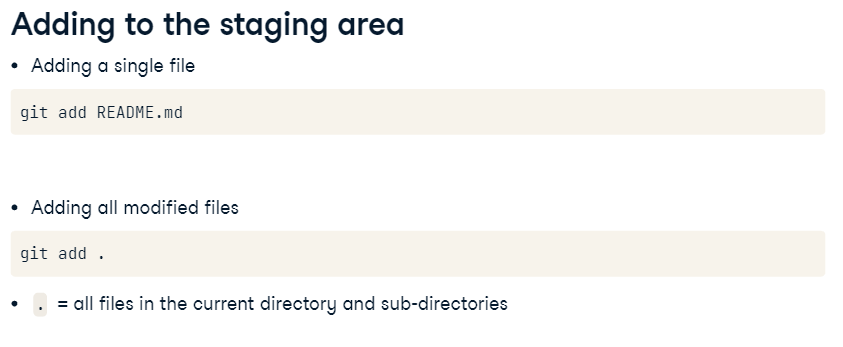 Adding to the staging area
• Adding a single file
git add README.md
• Adding all modified files
git add .
• . = all files in the current directory and sub-directories